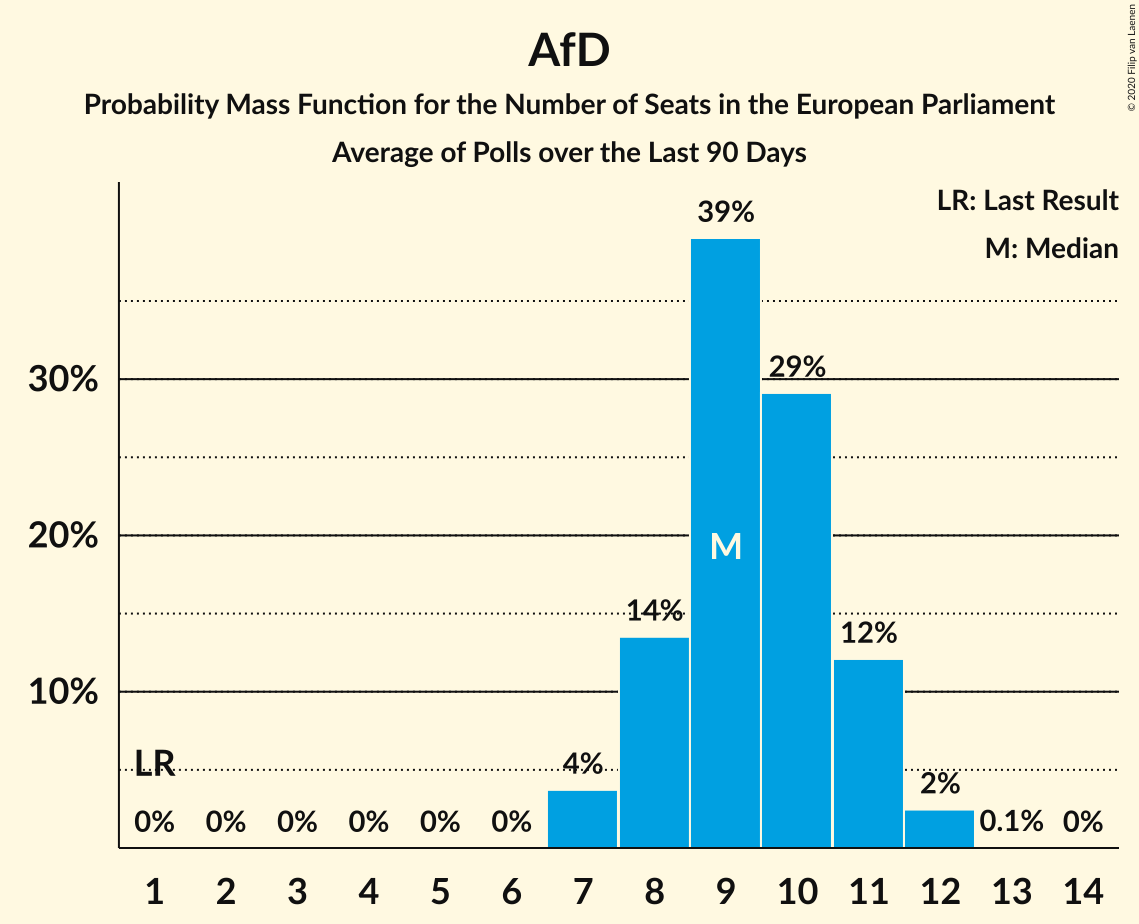 AfD
Probability Mass Function for the Number of Seats in the European Parliament
Average of Polls over the Last 90 Days
© 2020 Filip van Laenen
LR: Last Result
M: Median
39%
30%
29%
20%
M
14%
12%
10%
LR
4%
2%
0% 0% 0% 0% 0% 0% 0.1% 0%
1 2 3 4 5 6 7 8 9 10 11 12 13 14